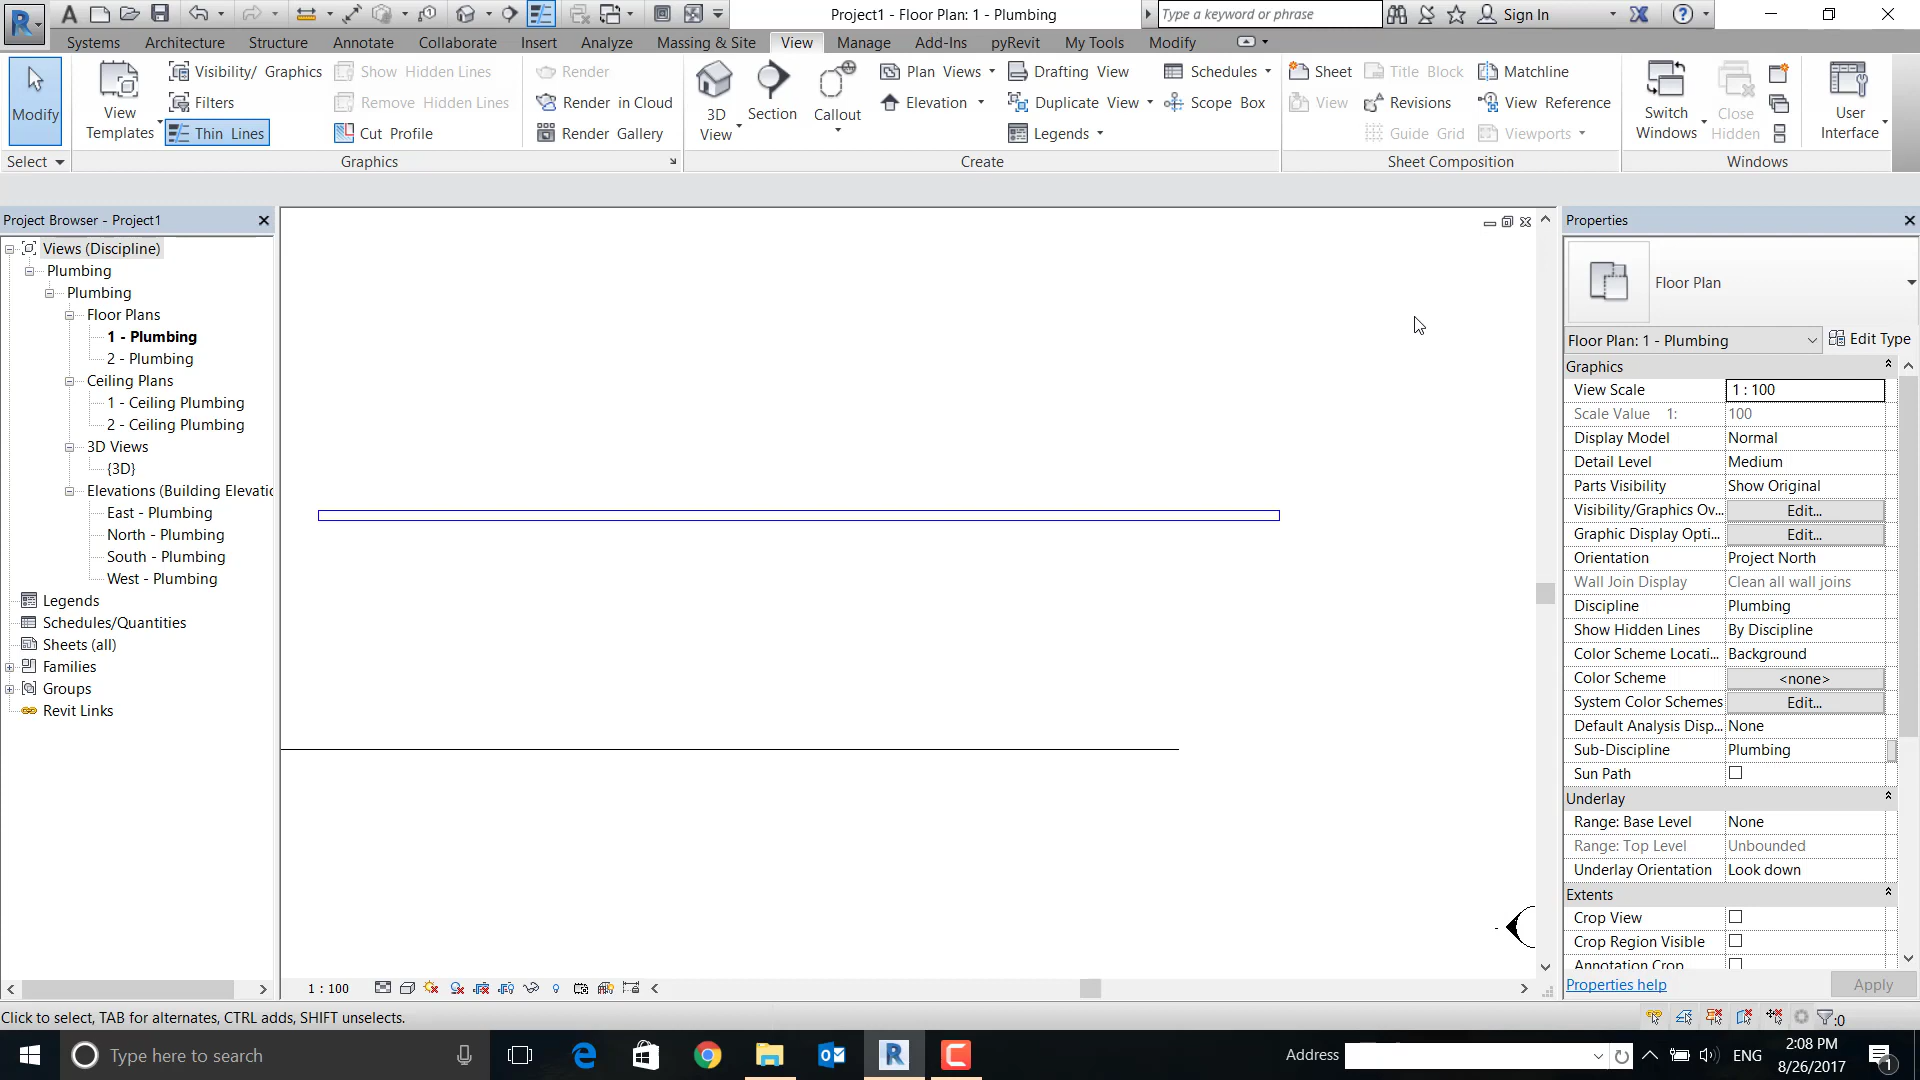 Project1 - Floor Plan: 1 - Plumbing
Type a keyword or phrase
Sign In
Systems Architecture Structure Annotate Collaborate Insert Analyze Massing & Site View Manage Add-Ins pyRevit My Tools Modify
Modify
Select
View Templates
Visibility/ Graphics
Filters
Thin Lines
Show Hidden Lines
Remove Hidden Lines
Cut Profile
Graphics
Render
Render in Cloud
Render Gallery
3D View
Section
Callout
Plan Views
Elevation
Drafting View
Duplicate View
Legends
Schedules
Scope Box
Create
Sheet
View
Title Block
Revisions
Guide Grid
Matchline
View Reference
Viewports
Sheet Composition
Switch Windows
Close Hidden
User Interface
Windows
Project Browser - Project1
Views (Discipline)
Plumbing
Plumbing
Floor Plans
1 - Plumbing
2 - Plumbing
Ceiling Plans
1 - Ceiling Plumbing
2 - Ceiling Plumbing
3D Views
{3D}
Elevations (Building Elevatic
East - Plumbing
North - Plumbing
South - Plumbing
West - Plumbing
Legends
Schedules/Quantities
Sheets (all)
Families
Groups
Revit Links
Properties
Floor Plan
Floor Plan: 1 - Plumbing
Edit Type
Graphics
View Scale 1 : 100
Scale Value 1: 100
Display Model Normal
Detail Level Medium
Parts Visibility Show Original
Visibility/Graphics Ov... Edit...
Graphic Display Opti... Edit...
Orientation Project North
Wall Join Display Clean all wall joins
Discipline Plumbing
Show Hidden Lines By Discipline
Color Scheme Locati... Background
Color Scheme <none>
System Color Schemes Edit...
Default Analysis Disp... None
Sub-Discipline Plumbing
Sun Path
Underlay
Range: Base Level None
Range: Top Level Unbounded
Underlay Orientation Look down
Extents
Crop View
Crop Region Visible
Annotation Crop
Properties help
Apply
1 : 100
Click to select, TAB for alternates, CTRL adds, SHIFT unselects.
:0
Type here to search
Address
ENG
2:08 PM
8/26/2017
1